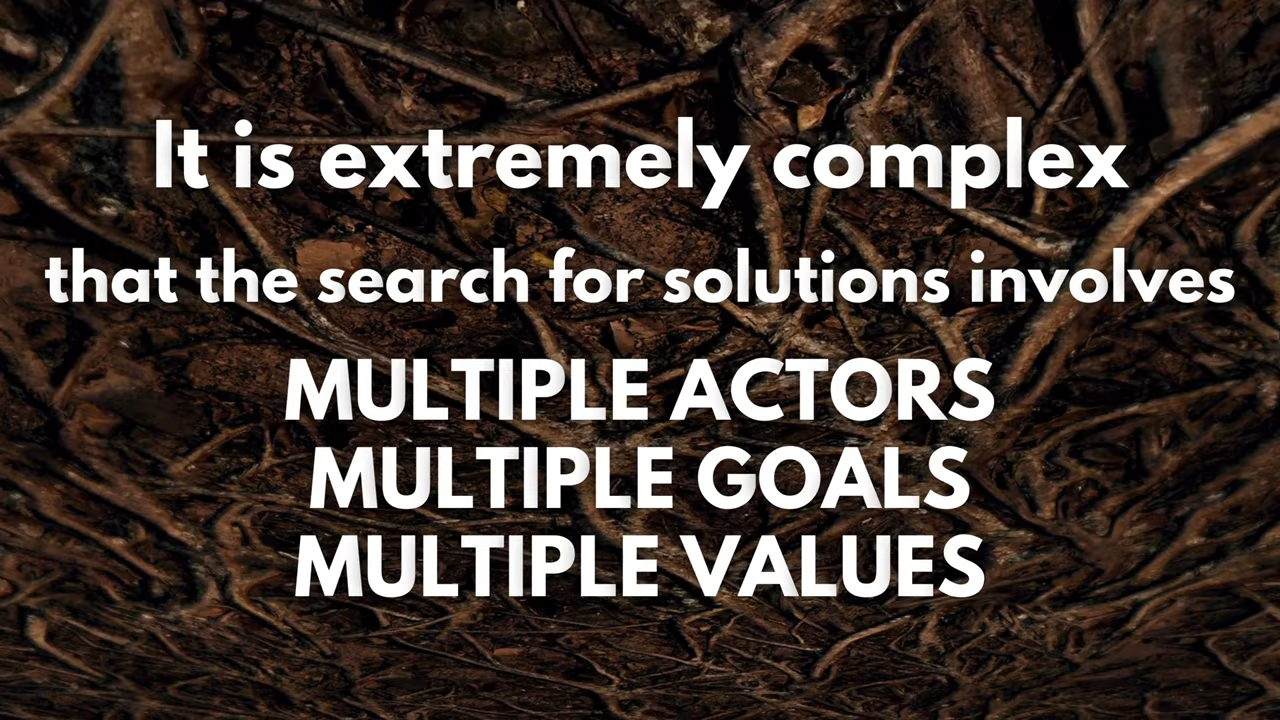 It is extremely complex
that the search for solutions involves
MULTIPLE ACTORS
MULTIPLE GOALS
MULTIPLE VALUES